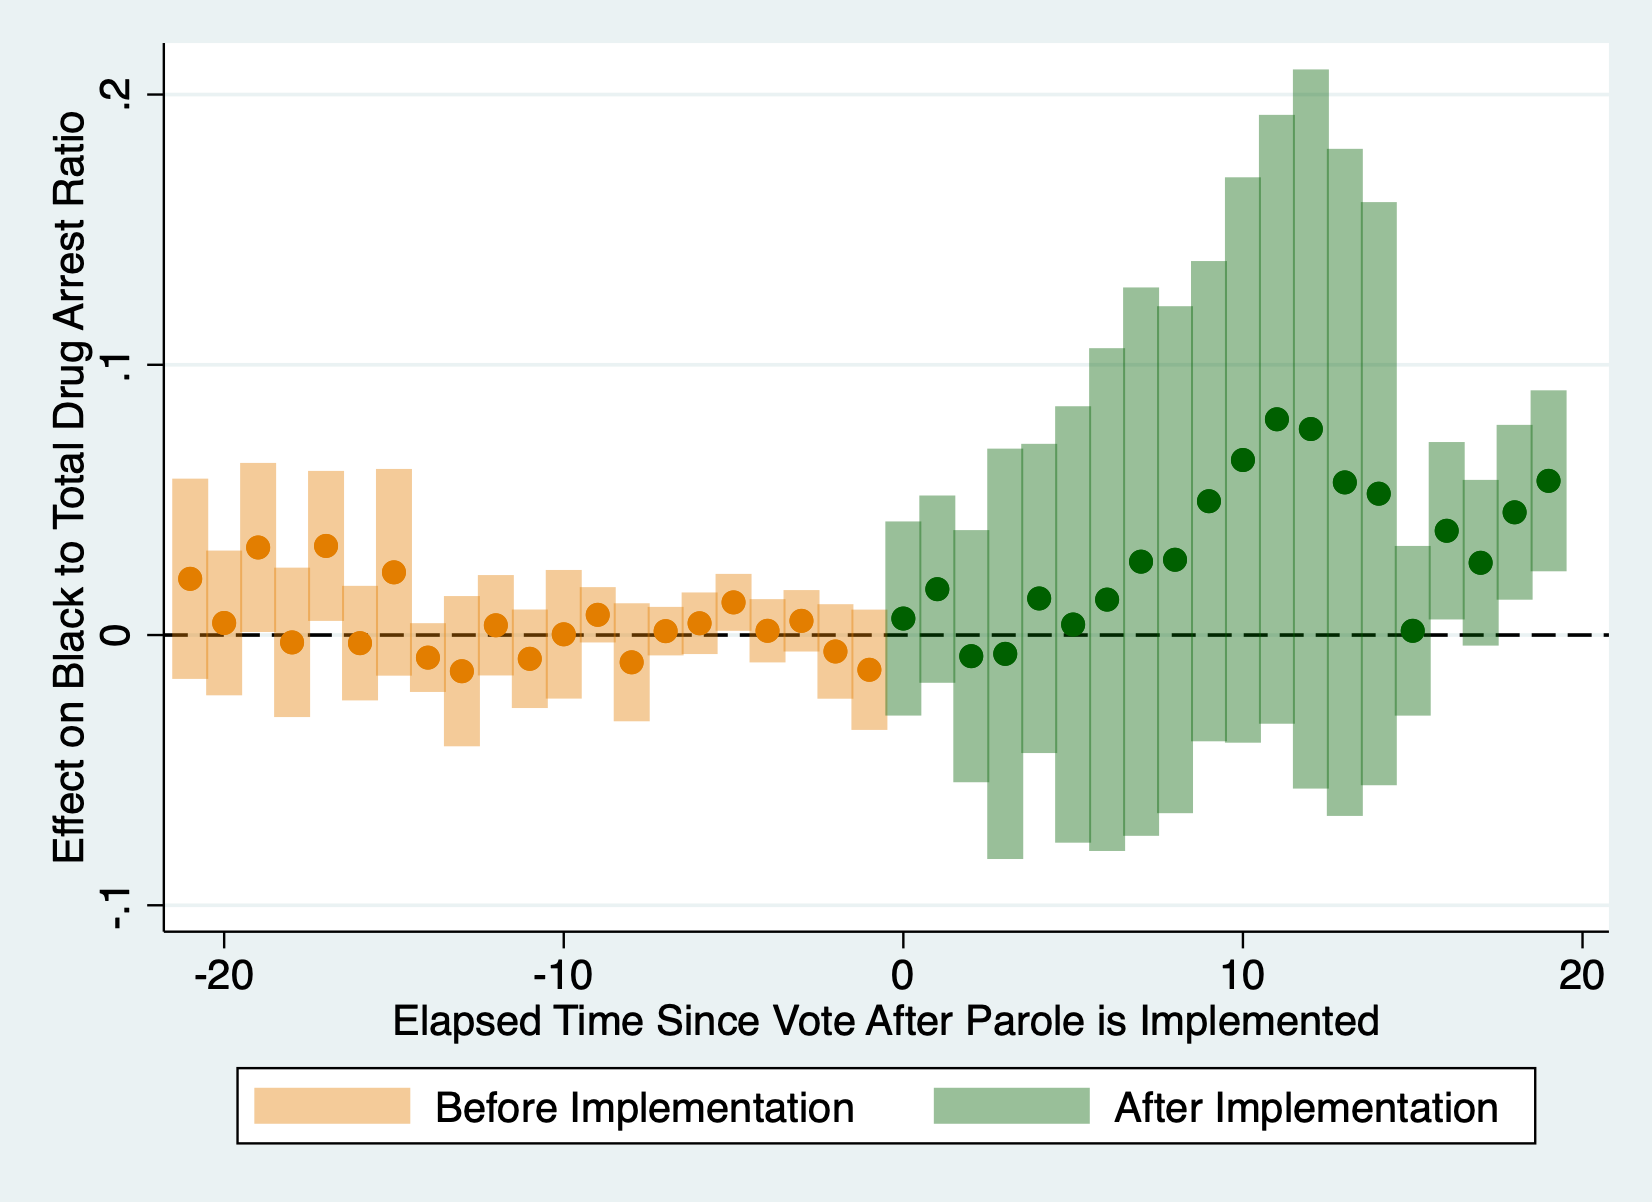 Effect on Black to Total Drug Arrest Ratio
.2
.1
0
-.1
-20
-10
0
10
20
Elapsed Time Since Vote After Parole is Implemented
Before Implementation
After Implementation